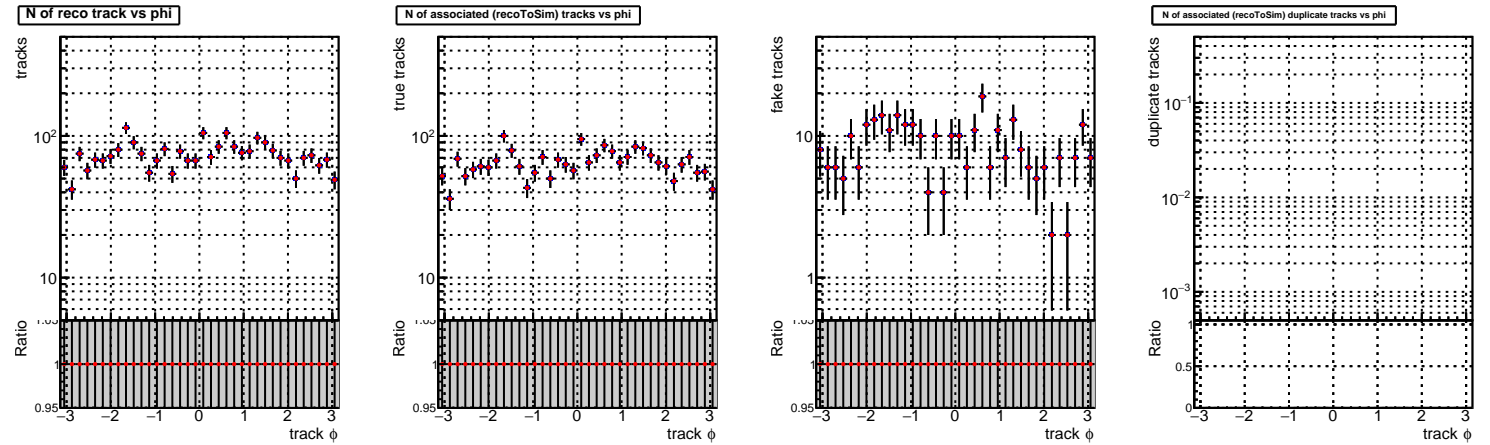 N of reco track vs phi
tracks
10²
10
Ratio
1
0.95
−3 −2 −1 0 1 2 3
track ϕ
N of associated (recoToSim) tracks vs phi
true tracks
10²
10
Ratio
1
0.95
−3 −2 −1 0 1 2 3
track ϕ
fake tracks
10
1
Ratio
1
0.95
−3 −2 −1 0 1 2 3
track ϕ
N of associated (recoToSim) duplicate tracks vs phi
duplicate tracks
10⁻¹
10⁻²
10⁻³
Ratio
1
0.5
0
−3 −2 −1 0 1 2 3
track ϕ